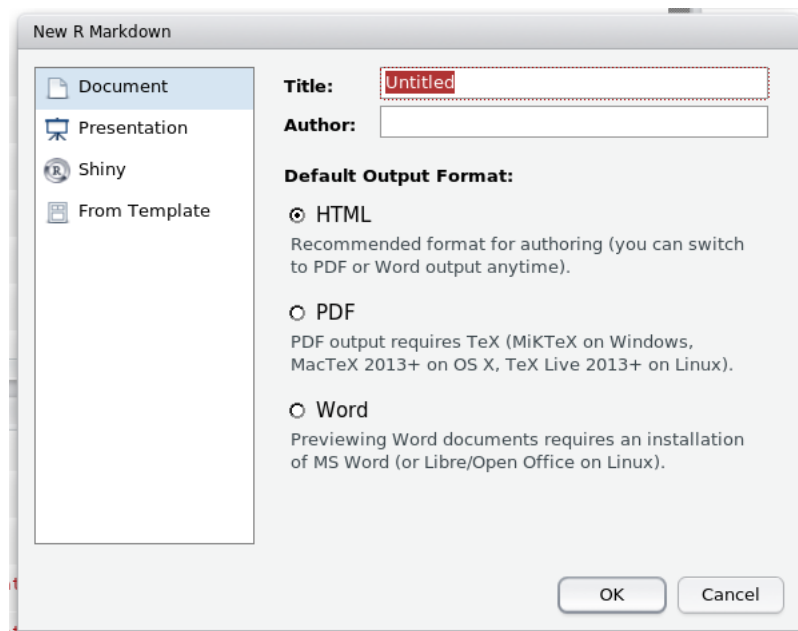 New R Markdown
Document
Presentation
Shiny
From Template
Title: Untitled
Author:
Default Output Format:
HTML
Recommended format for authoring (you can switch
to PDF or Word output anytime).
PDF
PDF output requires TeX (MiKTeX on Windows,
MacTeX 2013+ on OS X, TeX Live 2013+ on Linux).
Word
Previewing Word documents requires an installation
of MS Word (or Libre/Open Office on Linux).
OK Cancel